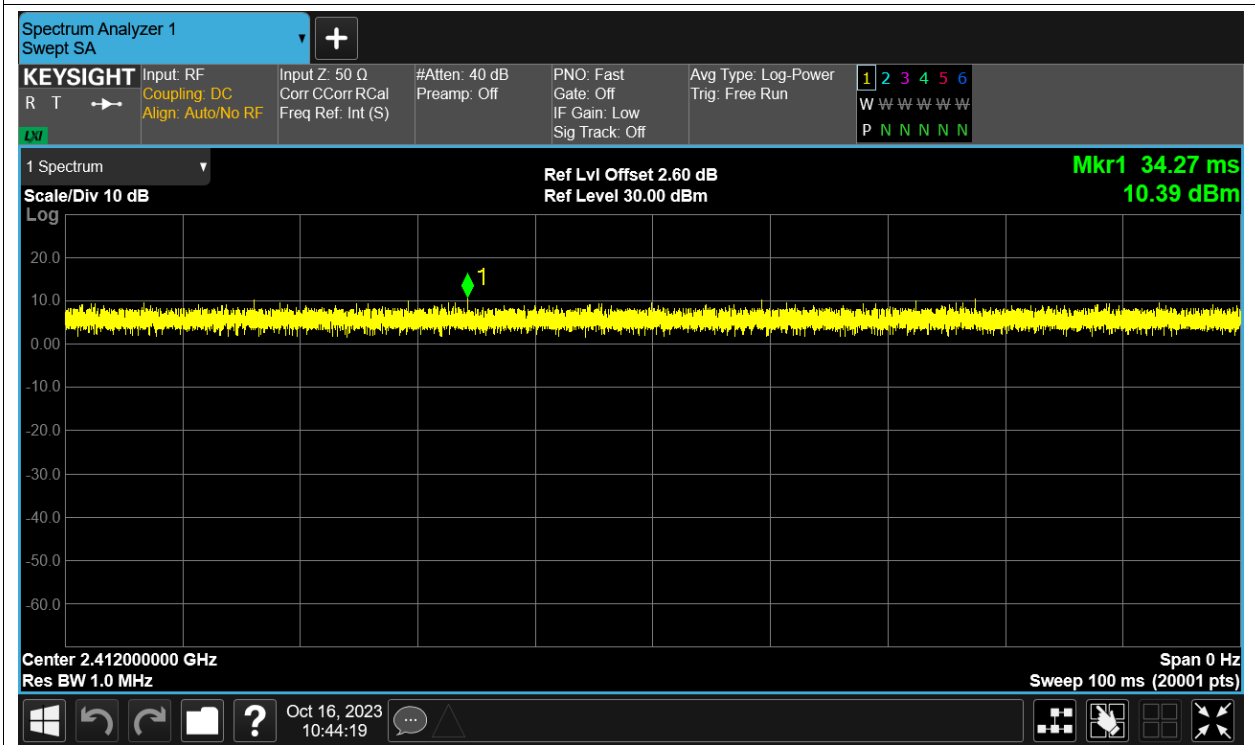 Spectrum Analyzer 1
Swept SA
KEYSIGHT
R T
LXI
Input: RF
Coupling: DC
Align: Auto/No RF
Input Z: 50 Ω
Corr CCorr RCal
Freq Ref: Int (S)
#Atten: 40 dB
Preamp: Off
PNO: Fast
Gate: Off
IF Gain: Low
Sig Track: Off
Avg Type: Log-Power
Trig: Free Run
1 2 3 4 5 6
W W W W W W
P N N N N N
1 Spectrum
Scale/Div 10 dB
Ref Lvl Offset 2.60 dB
Ref Level 30.00 dBm
Mkr1 34.27 ms
10.39 dBm
Log
20.0
10.0
0.00
-10.0
-20.0
-30.0
-40.0
-50.0
-60.0
1
Center 2.412000000 GHz
Res BW 1.0 MHz
Span 0 Hz
Sweep 100 ms (20001 pts)
?
Oct 16, 2023
10:44:19